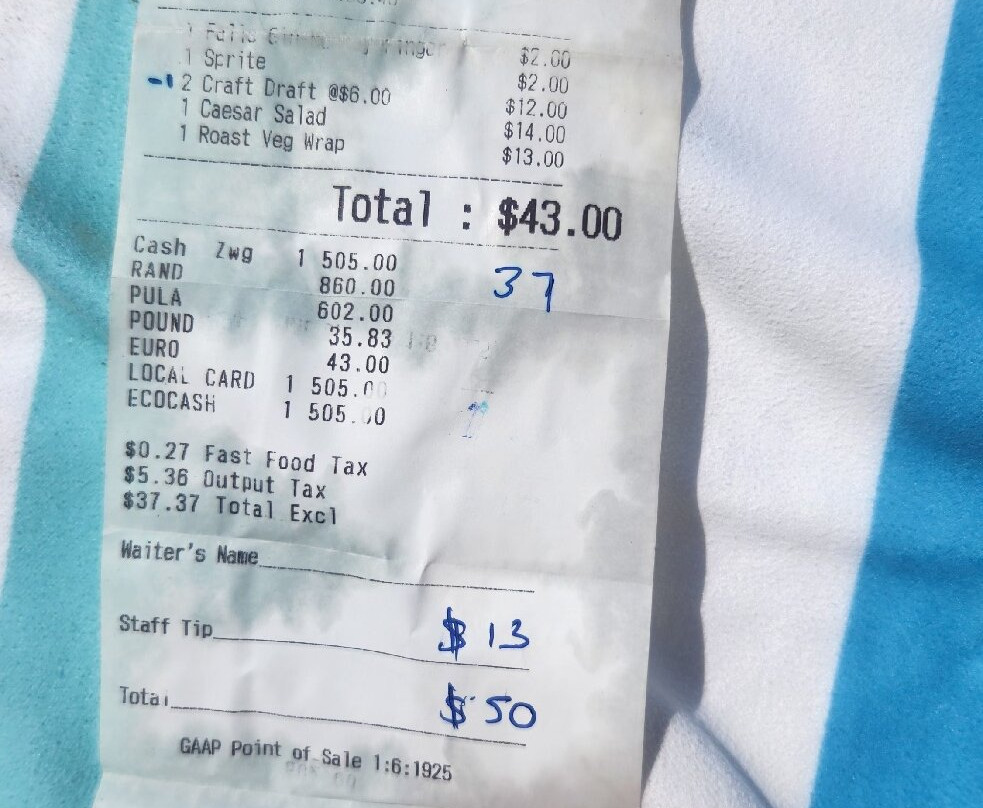 1 $2.00
1 Sprite $2.00
-1 2 Craft Draft @$6.00 $12.00
1 Caesar Salad $14.00
1 Roast Veg Wrap $13.00
Total : $43.00
37
Cash Zwg 1 505.00
RAND 860.00
PULA 602.00
POUND 35.83
EURO 43.00
LOCAL CARD 1 505.00
ECOCASH 1 505.00
$0.27 Fast Food Tax
$5.36 Output Tax
$37.37 Total Excl
Waiter's Name
Staff Tip $ 13
Total $ 50
GAAP Point of Sale 1:6:1925